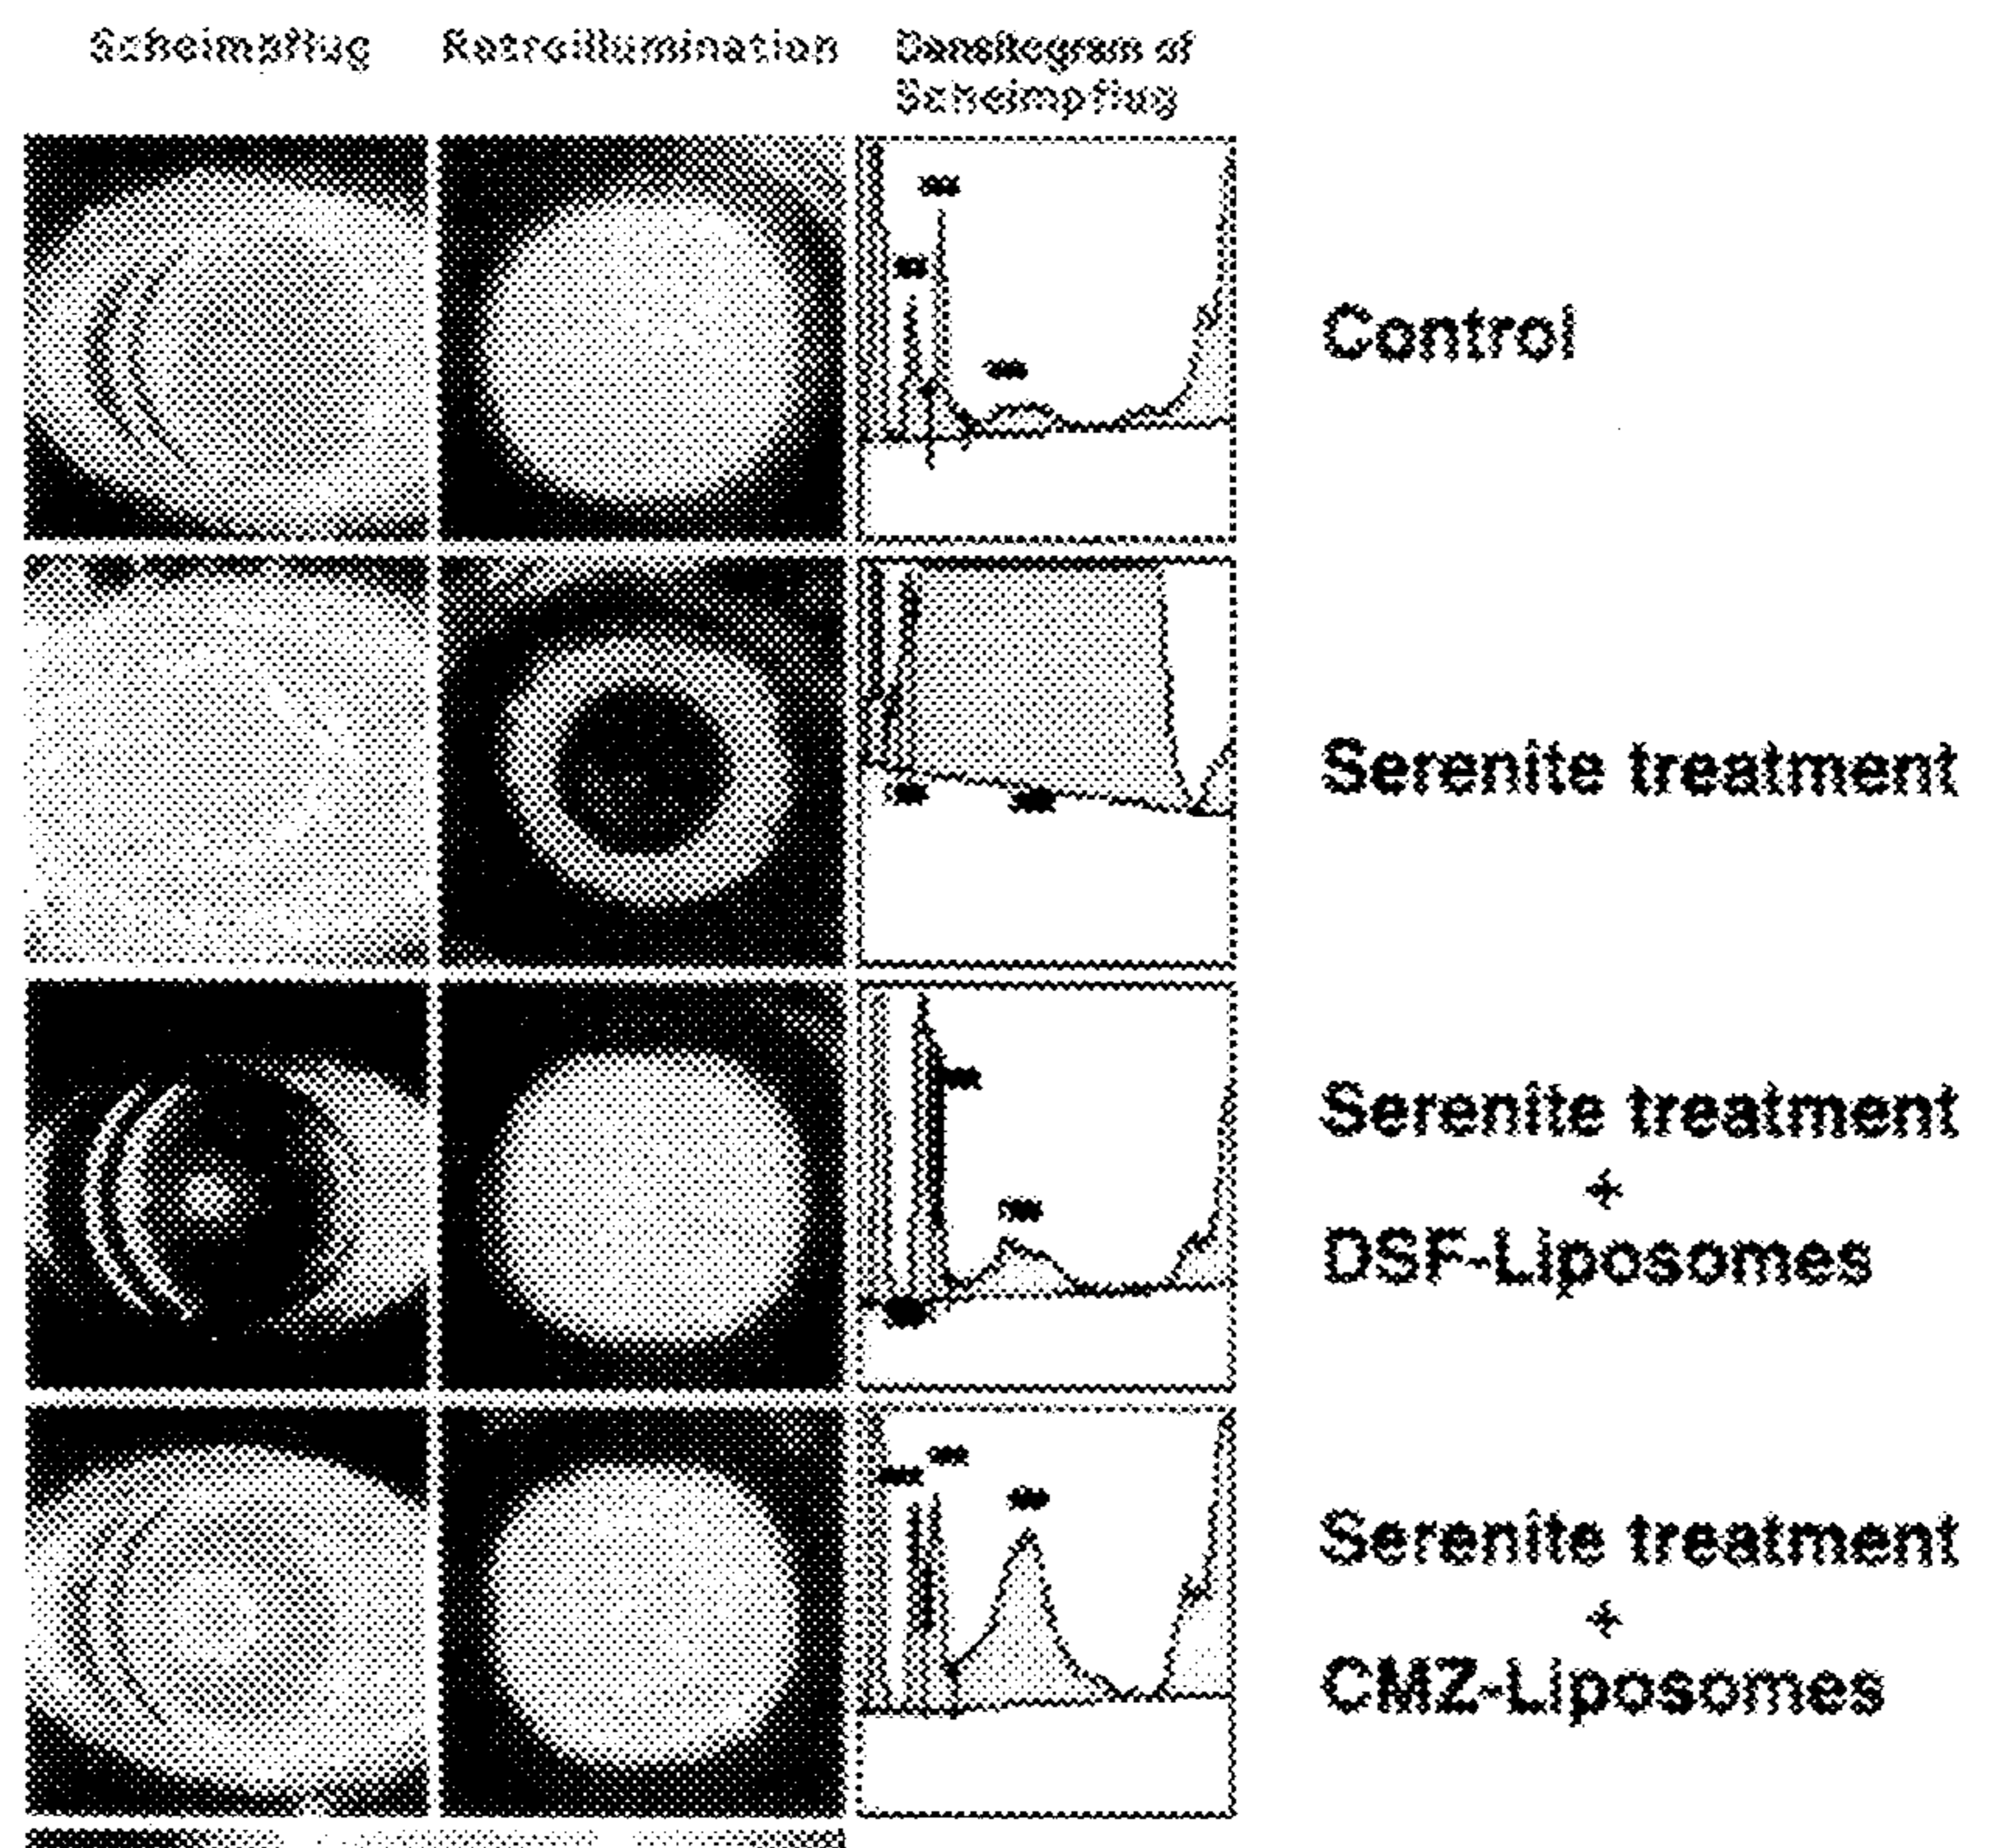 Scheimpflug Retroillumination Densitogram of
Scheimpflug
Control
Serenite treatment
Serenite treatment
+
DSF-Liposomes
Serenite treatment
+
CMZ-Liposomes